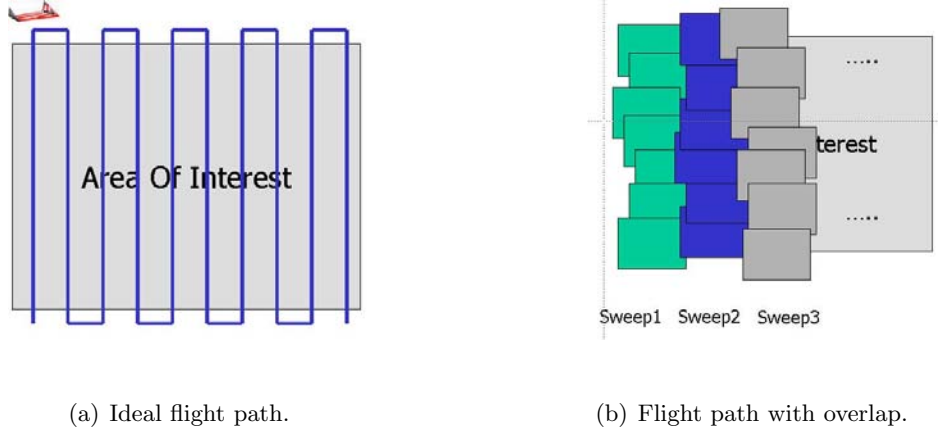 Area Of Interest
.....
terest
.....
Sweep1 Sweep2 Sweep3
(a) Ideal flight path.
(b) Flight path with overlap.